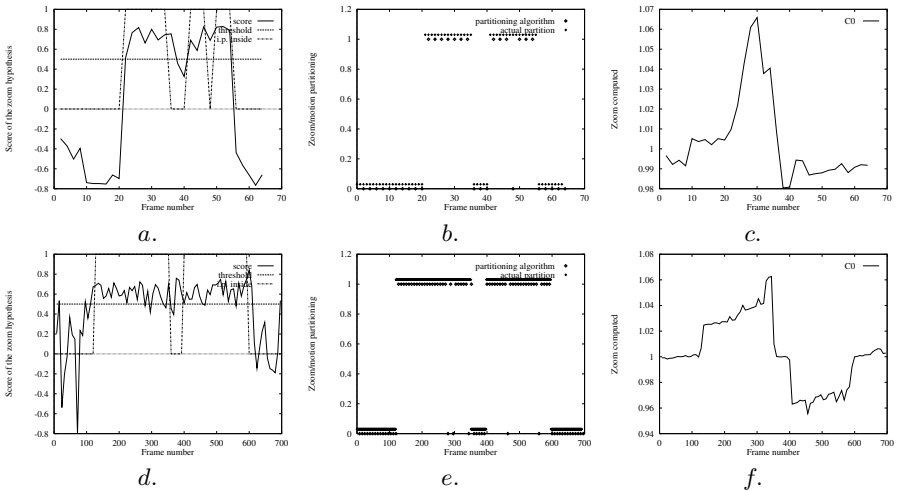 Score of the zoom hypothesis
1
0.8
0.6
0.4
0.2
0
-0.2
-0.4
-0.6
-0.8
0 10 20 30 40 50 60 70
Frame number
score
threshold
i.p. inside
a.
Zoom/motion partitioning
1.2
1
0.8
0.6
0.4
0.2
0
0 10 20 30 40 50 60 70
Frame number
partitioning algorithm
actual partition
b.
Zoom computed
1.07
1.06
1.05
1.04
1.03
1.02
1.01
1
0.99
0.98
0 10 20 30 40 50 60 70
Frame number
C0
c.
Score of the zoom hypothesis
1
0.8
0.6
0.4
0.2
0
-0.2
-0.4
-0.6
-0.8
0 100 200 300 400 500 600 700
Frame number
score
threshold
i.p. inside
d.
Zoom/motion partitioning
1.2
1
0.8
0.6
0.4
0.2
0
0 100 200 300 400 500 600 700
Frame number
partitioning algorithm
actual partition
e.
Zoom computed
1.08
1.06
1.04
1.02
1
0.98
0.96
0.94
0 100 200 300 400 500 600 700
Frame number
C0
f.